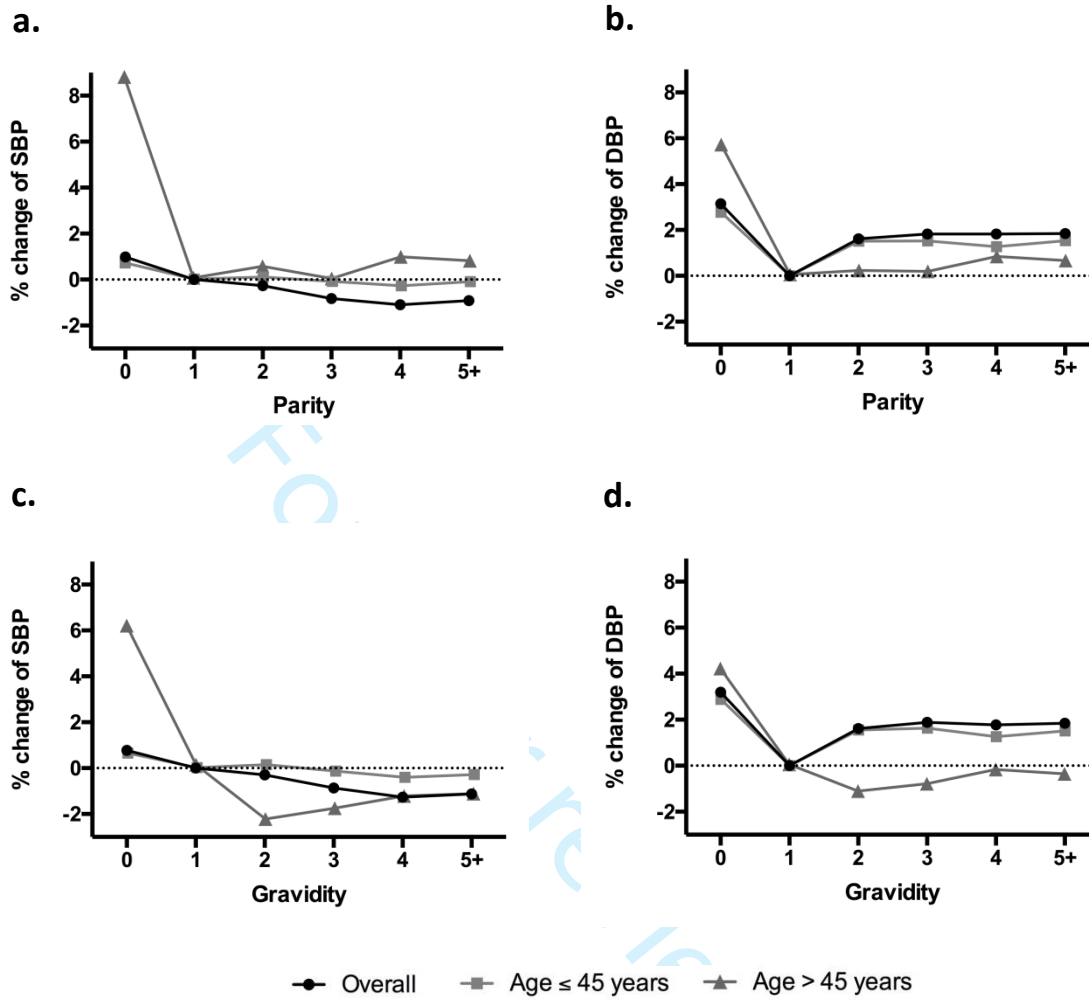 a.
% change of SBP
8
6
4
2
0
-2
0 1 2 3 4 5+
Parity
b.
% change of DBP
8
6
4
2
0
-2
0 1 2 3 4 5+
Parity
c.
% change of SBP
8
6
4
2
0
-2
0 1 2 3 4 5+
Gravidity
d.
% change of DBP
8
6
4
2
0
-2
0 1 2 3 4 5+
Gravidity
Overall Age ≤ 45 years Age > 45 years